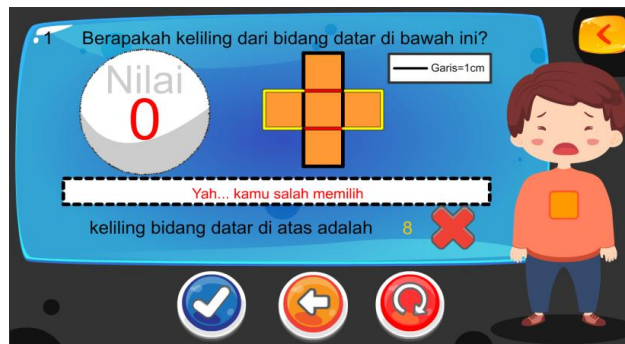 1 Berapakah keliling dari bidang datar di bawah ini?
Nilai
0
Garis=1cm
Yah... kamu salah memilih
keliling bidang datar di atas adalah 8